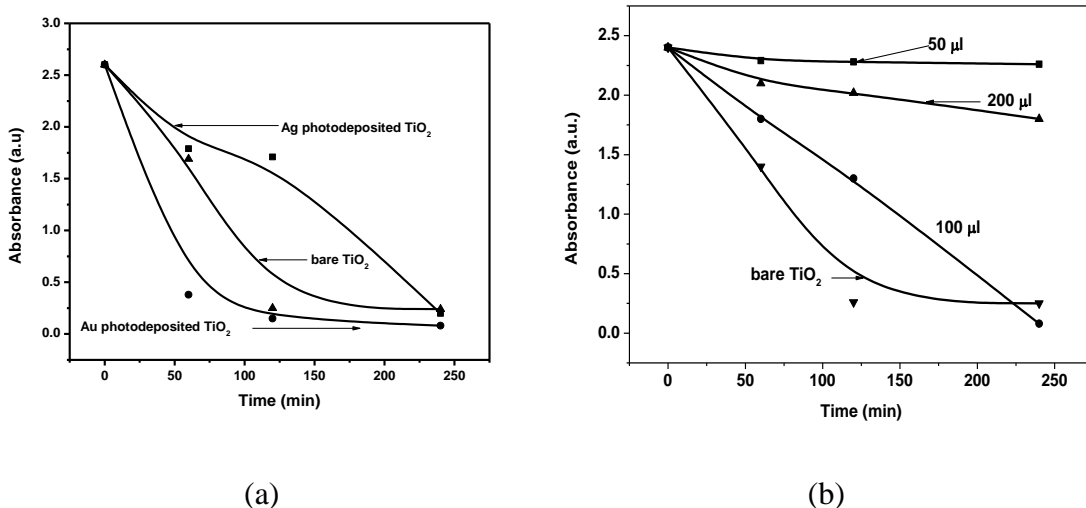 3.0
2.5
2.0
1.5
1.0
0.5
0.0
Absorbance (a.u)
Ag photodeposited TiO2
bare TiO2
Au photodeposited TiO2
0 50 100 150 200 250
Time (min)
(a)
2.5
2.0
1.5
1.0
0.5
0.0
Absorbance (a.u.)
50 µl
200 µl
100 µl
bare TiO2
0 50 100 150 200 250
Time (min)
(b)